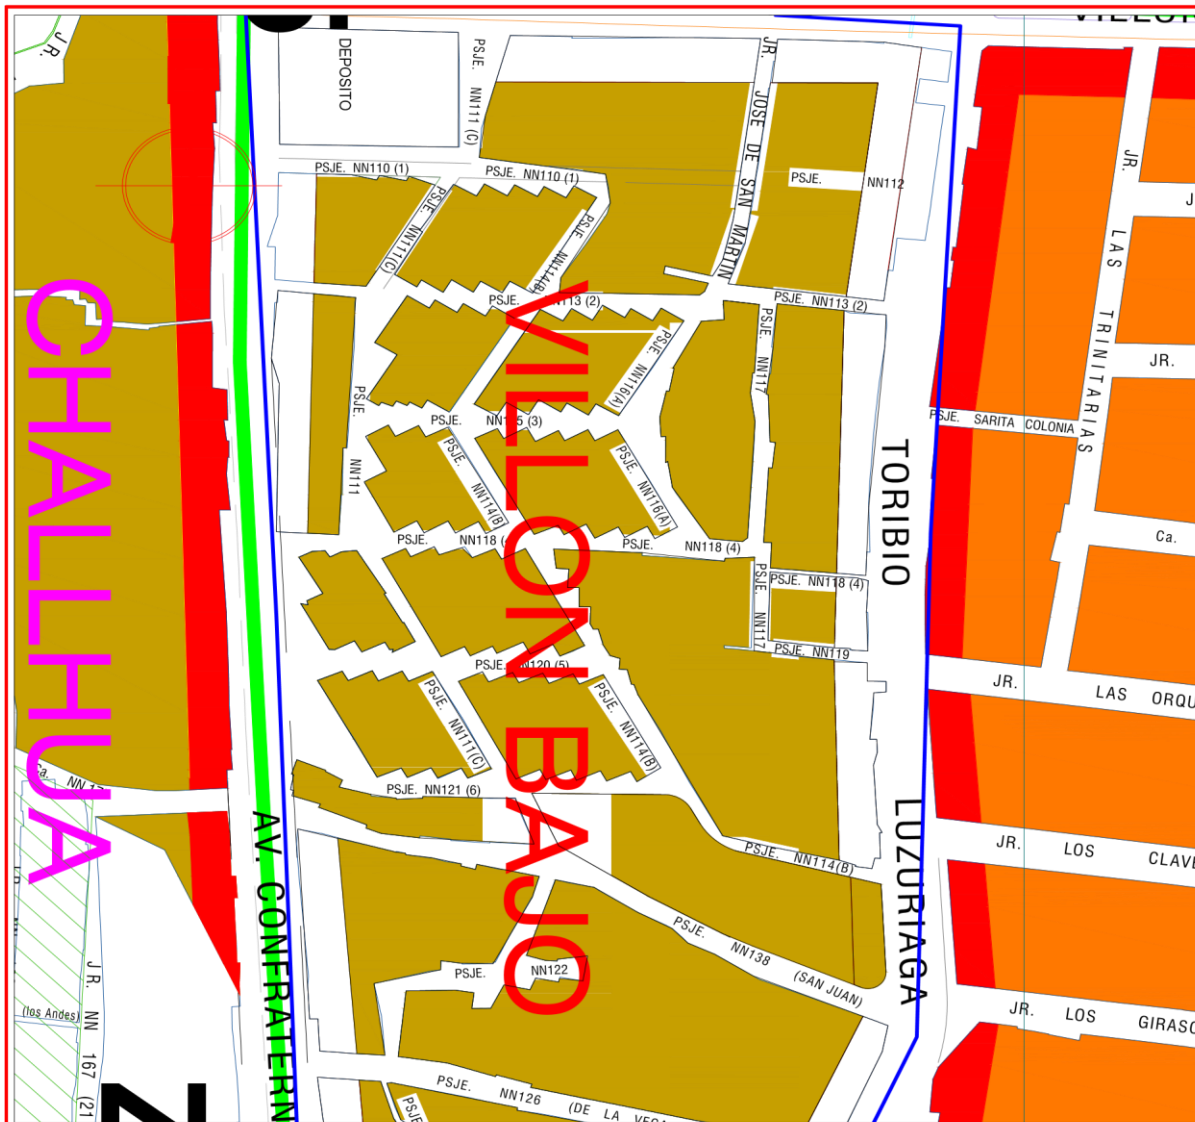 JR.
DEPOSITO
PSJE. NN111 (C)
JR. JOSE DE SAN MARTIN
PSJE. NN110 (1)
PSJE. NN110 (1)
PSJE. NN112
JR. LAS TRINITARIAS
PSJE. NN111(C)
PSJE. NN114(B)
PSJE. NN113 (2)
PSJE. NN113 (2)
CHALLHUA
VILLON BAJO
PSJE. NN116(A)
PSJE. NN117
JR.
PSJE. NN111
PSJE. (3)
PSJE. SARITA COLONIA
PSJE. NN114(B
PSJE. NN116(A)
TORIBIO LUZURIAGA
PSJE. NN118
PSJE. NN118 (4)
Ca.
PSJE. NN118 (4)
PSJE. NN117
PSJE. NN119
PSJE. NN120 (5)
JR. LAS ORQU
PSJE. NN111(C)
PSJE. NN114(B)
Ca. NN
PSJE. NN121 (6)
AV. CONFRATERN
PSJE. NN114(B)
JR. LOS CLAVE
PSJE. NN138 (SAN JUAN)
PSJE. NN122
JR. NN 167 (21
(los Andes)
JR. LOS GIRASO
PSJE. NN126 (DE LA VEGA
PSJE.
Z